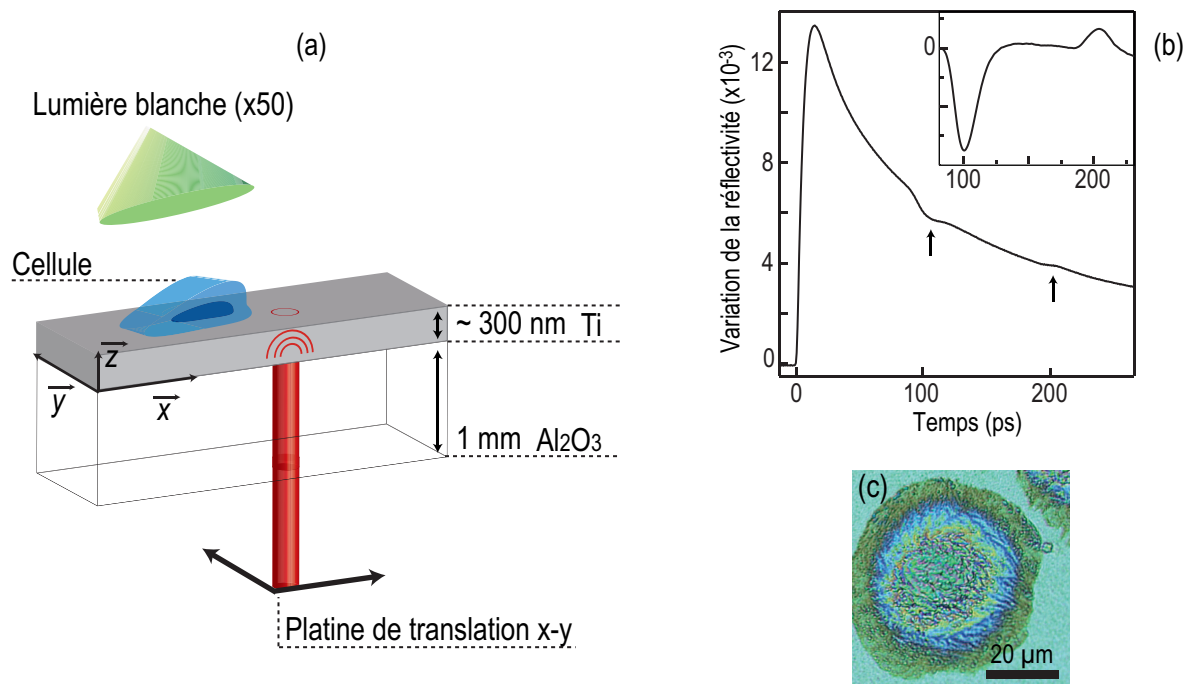 (a)
Lumière blanche (x50)
Cellule
~ 300 nm Ti
z
y
x
1 mm Al₂O₃
Platine de translation x-y
(b)
Variation de la réflectivité (x10⁻³)
12
8
4
0
0
100
200
Temps (ps)
0
100
200
(c)
20 µm